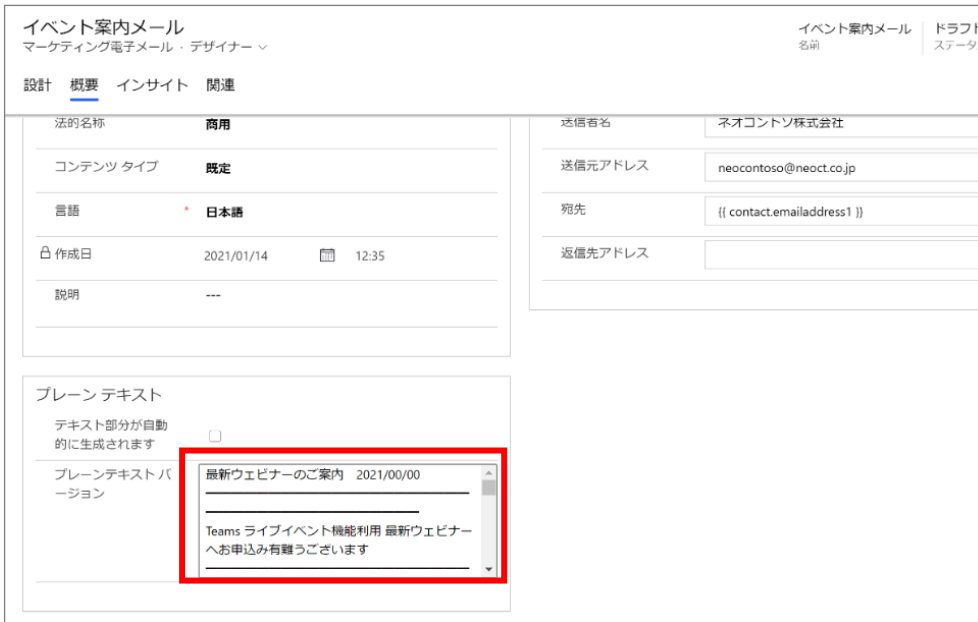 イベント案内メール
マーケティング電子メール · デザイナー
イベント案内メール
名前
ドラフト
ステータ
設計 概要 インサイト 関連
法的名称 商用
コンテンツ タイプ 既定
言語 * 日本語
作成日 2021/01/14 12:35
説明 ---
送信者名 ネオコントソ株式会社
送信元アドレス neocontoso@neoct.co.jp
宛先 {{ contact.emailaddress1 }}
返信先アドレス
プレーン テキスト
テキスト部分が自動
的に生成されます
プレーンテキスト バ
ージョン
最新ウェビナーのご案内 2021/00/00
Teams ライブイベント機能利用 最新ウェビナー
へお申込み有難うございます